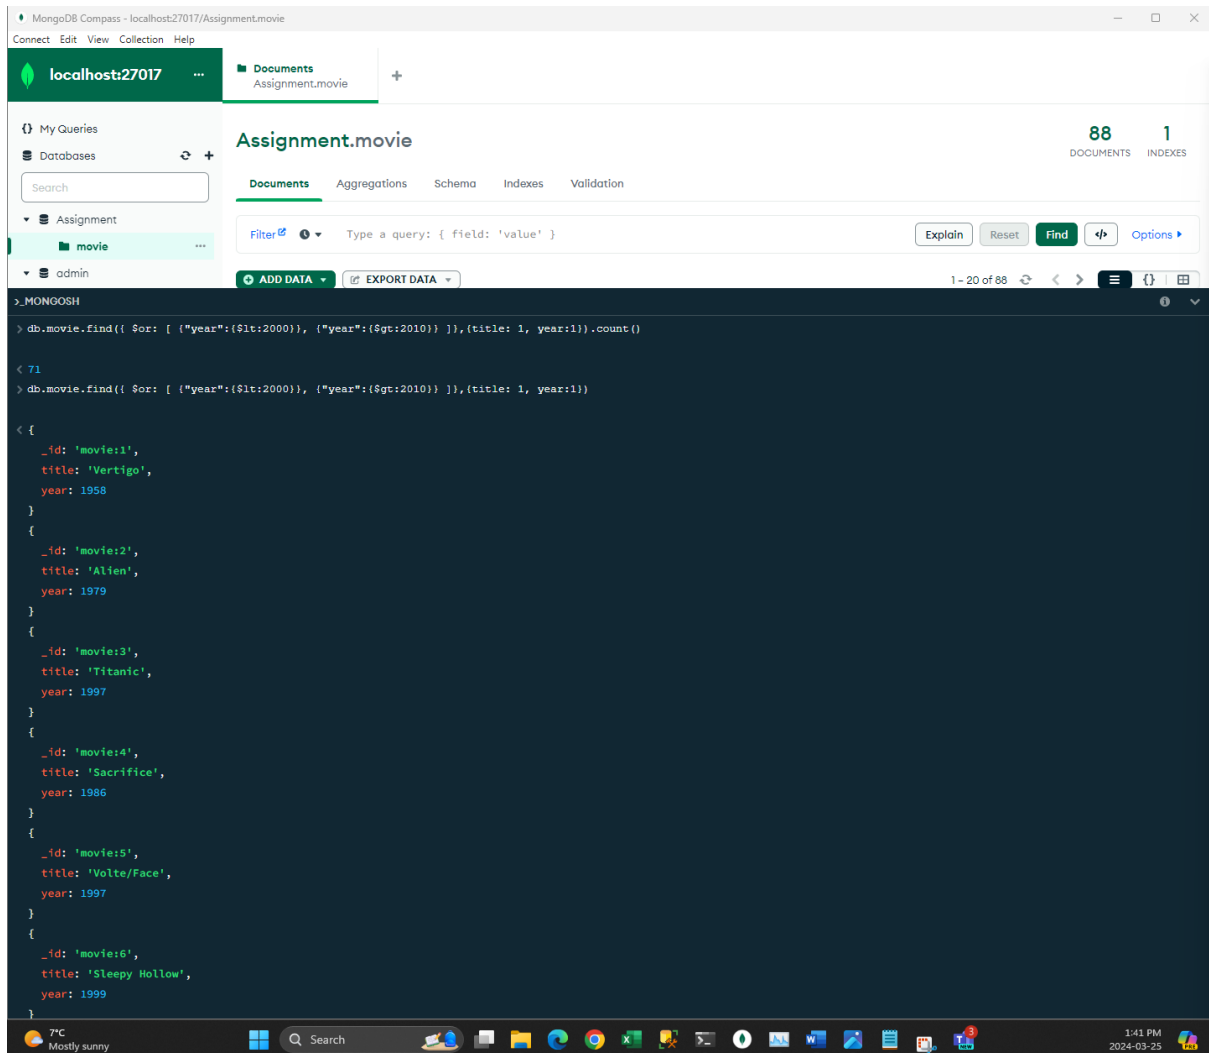 MongoDB Compass - localhost:27017/Assignment.movie
Connect Edit View Collection Help
localhost:27017 ...
Documents
Assignment.movie
+
{} My Queries
Databases
+
Search
Assignment
movie ...
admin
Assignment.movie
88
DOCUMENTS
1
INDEXES
Documents Aggregations Schema Indexes Validation
Filter
Type a query: { field: 'value' }
Explain Reset Find </> Options
ADD DATA EXPORT DATA
1 – 20 of 88
{}
>_MONGOSH
> db.movie.find({ $or: [ {"year":{$lt:2000}}, {"year":{$gt:2010}} ]},{title: 1, year:1}).count()
< 71
> db.movie.find({ $or: [ {"year":{$lt:2000}}, {"year":{$gt:2010}} ]},{title: 1, year:1})
< {
_id: 'movie:1',
title: 'Vertigo',
year: 1958
}
{
_id: 'movie:2',
title: 'Alien',
year: 1979
}
{
_id: 'movie:3',
title: 'Titanic',
year: 1997
}
{
_id: 'movie:4',
title: 'Sacrifice',
year: 1986
}
{
_id: 'movie:5',
title: 'Volte/Face',
year: 1997
}
{
_id: 'movie:6',
title: 'Sleepy Hollow',
year: 1999
}
7°C
Mostly sunny
Search
3
NEW
1:41 PM
2024-03-25
PRE